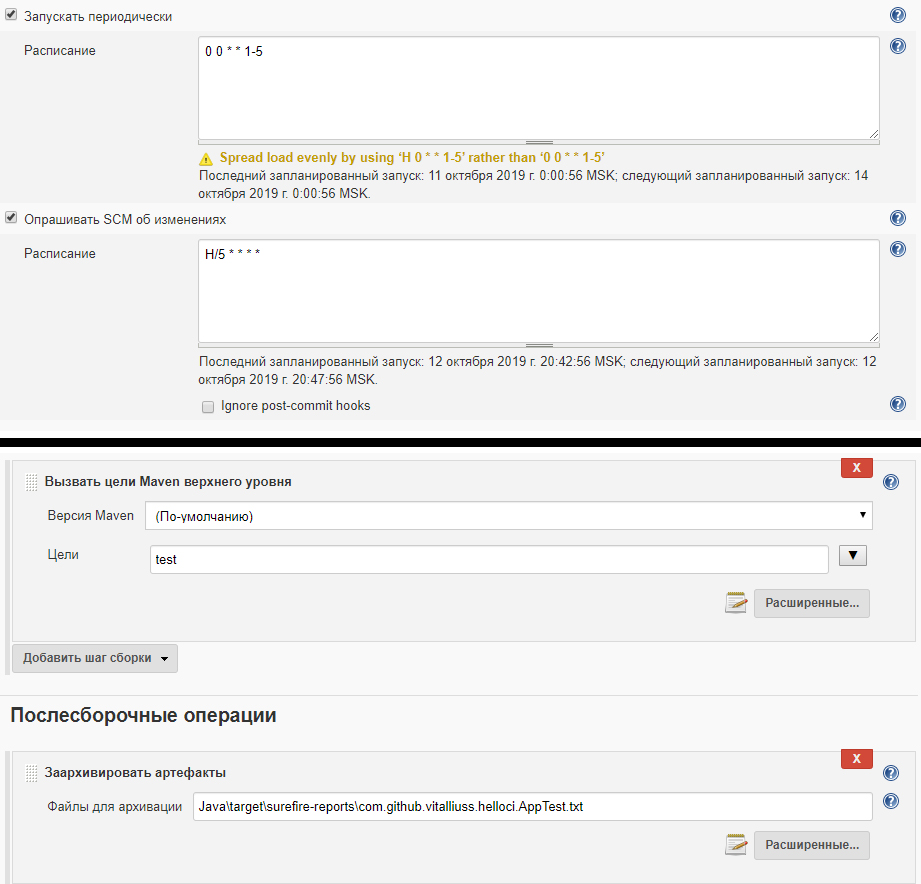 Запускать периодически
Расписание
0 0 * * 1-5
Spread load evenly by using ‘H 0 * * 1-5’ rather than ‘0 0 * * 1-5’
Последний запланированный запуск: 11 октября 2019 г. 0:00:56 MSK; следующий запланированный запуск: 14
октября 2019 г. 0:00:56 MSK.
Опрашивать SCM об изменениях
Расписание
H/5 * * * *
Последний запланированный запуск: 12 октября 2019 г. 20:42:56 MSK; следующий запланированный запуск: 12
октября 2019 г. 20:47:56 MSK.
Ignore post-commit hooks
X
Вызвать цели Maven верхнего уровня
Версия Maven
(По-умолчанию)
Цели
test
Расширенные...
Добавить шаг сборки
Послесборочные операции
X
Заархивировать артефакты
Файлы для архивации
Java\target\surefire-reports\com.github.vitalliuss.helloci.AppTest.txt
Расширенные...